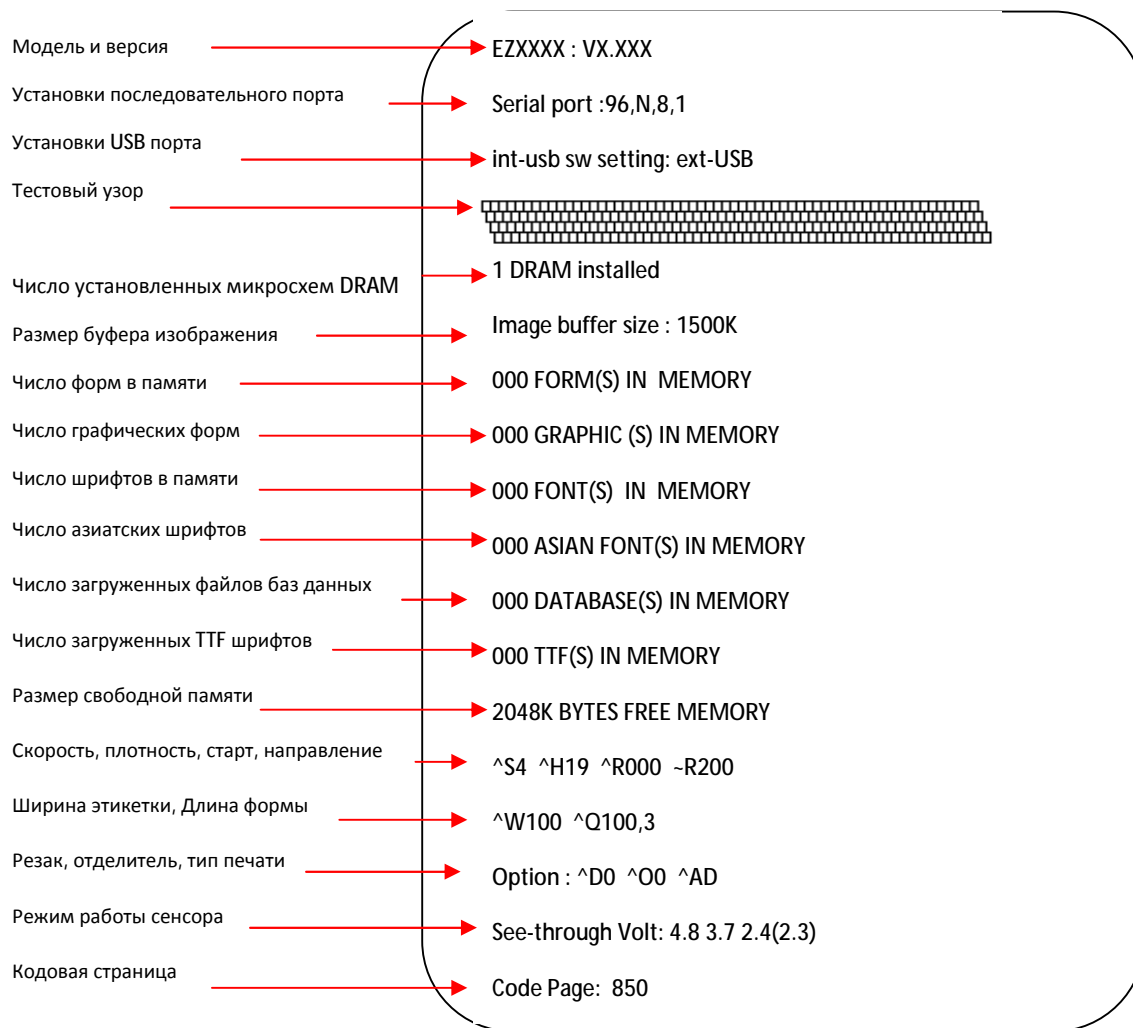 Модель и версия
EZXXXX : VX.XXX
Установки последовательного порта
Serial port :96,N,8,1
Установки USB порта
int-usb sw setting: ext-USB
Тестовый узор
Число установленных микросхем DRAM
1 DRAM installed
Размер буфера изображения
Image buffer size : 1500K
Число форм в памяти
000 FORM(S) IN MEMORY
Число графических форм
000 GRAPHIC (S) IN MEMORY
Число шрифтов в памяти
000 FONT(S) IN MEMORY
Число азиатских шрифтов
000 ASIAN FONT(S) IN MEMORY
Число загруженных файлов баз данных
000 DATABASE(S) IN MEMORY
Число загруженных TTF шрифтов
000 TTF(S) IN MEMORY
Размер свободной памяти
2048K BYTES FREE MEMORY
Скорость, плотность, старт, направление
^S4 ^H19 ^R000 ~R200
Ширина этикетки, Длина формы
^W100 ^Q100,3
Резак, отделитель, тип печати
Option : ^D0 ^O0 ^AD
Режим работы сенсора
See-through Volt: 4.8 3.7 2.4(2.3)
Кодовая страница
Code Page: 850